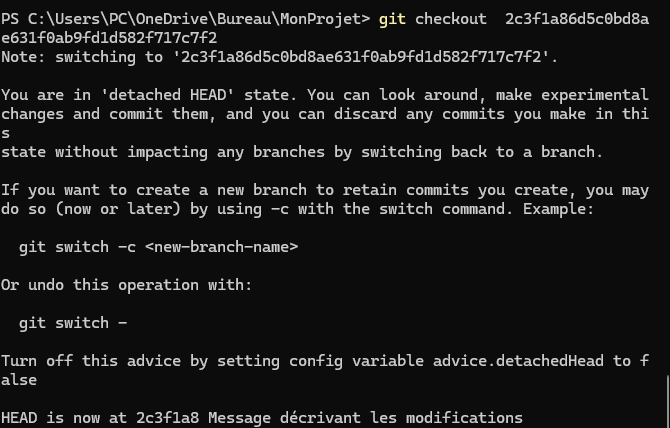 PS C:\Users\PC\OneDrive\Bureau\MonProjet> git checkout  2c3f1a86d5c0bd8a
e631f0ab9fd1d582f717c7f2
Note: switching to '2c3f1a86d5c0bd8ae631f0ab9fd1d582f717c7f2'.
You are in 'detached HEAD' state. You can look around, make experimental
changes and commit them, and you can discard any commits you make in thi
s
state without impacting any branches by switching back to a branch.
If you want to create a new branch to retain commits you create, you may
do so (now or later) by using -c with the switch command. Example:
  git switch -c <new-branch-name>
Or undo this operation with:
  git switch -
Turn off this advice by setting config variable advice.detachedHead to f
alse
HEAD is now at 2c3f1a8 Message décrivant les modifications